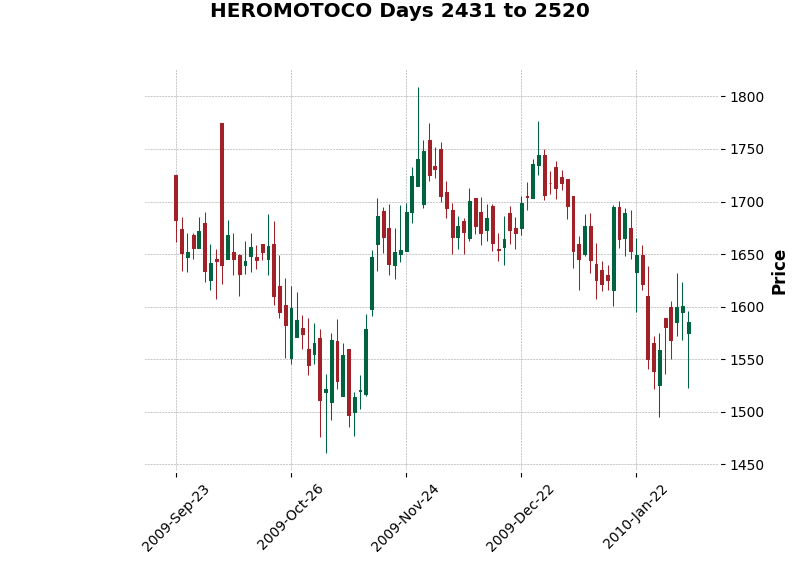 HEROMOTOCO Days 2431 to 2520
1800
1750
1700
1650
1600
1550
1500
1450
Price
2009-Sep-23
2009-Oct-26
2009-Nov-24
2009-Dec-22
2010-Jan-22